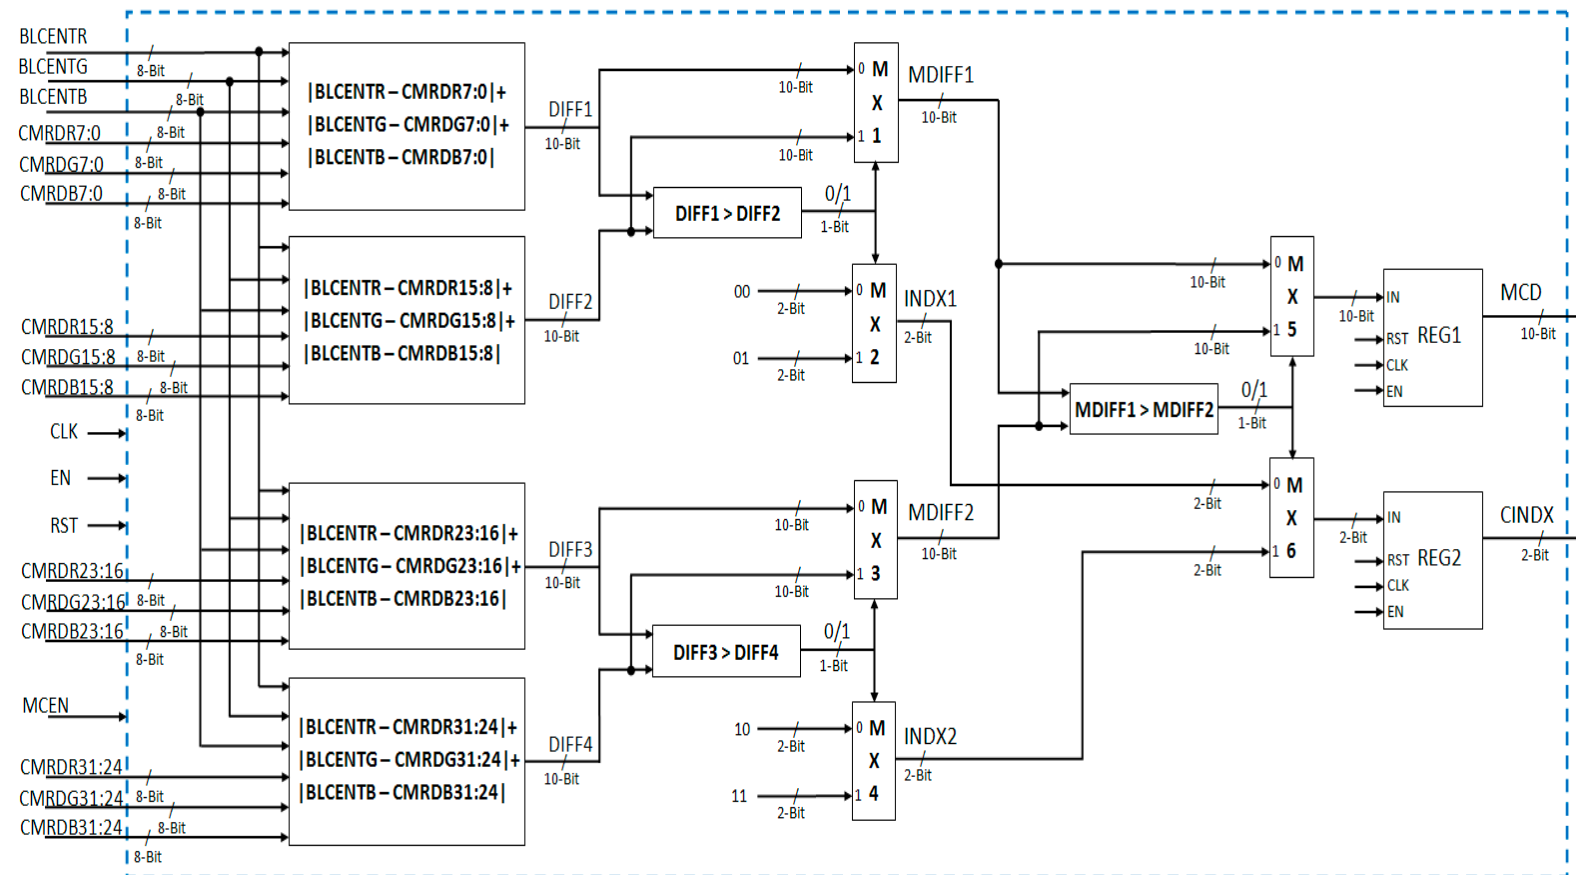 BLCENTR
8-Bit
BLCENTG
8-Bit
BLCENTB
8-Bit
CMRDR7:0
8-Bit
CMRDG7:0
8-Bit
CMRDB7:0
8-Bit
|BLCENTR – CMRDR7:0|+
|BLCENTG – CMRDG7:0|+
|BLCENTB – CMRDB7:0|
DIFF1
10-Bit
10-Bit
10-Bit
0 M
X
1 1
MDIFF1
10-Bit
DIFF1 > DIFF2
0/1
1-Bit
|BLCENTR – CMRDR15:8|+
|BLCENTG – CMRDG15:8|+
|BLCENTB – CMRDB15:8|
DIFF2
10-Bit
CMRDR15:8
8-Bit
CMRDG15:8
8-Bit
CMRDB15:8
8-Bit
00
2-Bit
01
2-Bit
0 M
X
1 2
INDX1
2-Bit
10-Bit
10-Bit
0 M
X
1 5
10-Bit
IN
RST REG1
CLK
EN
MCD
10-Bit
MDIFF1 > MDIFF2
0/1
1-Bit
CLK
EN
RST
|BLCENTR – CMRDR23:16|+
|BLCENTG – CMRDG23:16|+
|BLCENTB – CMRDB23:16|
DIFF3
10-Bit
CMRDR23:16
8-Bit
CMRDG23:16
8-Bit
CMRDB23:16
8-Bit
10-Bit
10-Bit
0 M
X
1 3
MDIFF2
10-Bit
DIFF3 > DIFF4
0/1
1-Bit
2-Bit
2-Bit
0 M
X
1 6
2-Bit
IN
RST REG2
CLK
EN
CINDX
2-Bit
MCEN
|BLCENTR – CMRDR31:24|+
|BLCENTG – CMRDG31:24|+
|BLCENTB – CMRDB31:24|
DIFF4
10-Bit
CMRDR31:24
8-Bit
CMRDG31:24
8-Bit
CMRDB31:24
8-Bit
10
2-Bit
11
2-Bit
0 M
X
1 4
INDX2
2-Bit